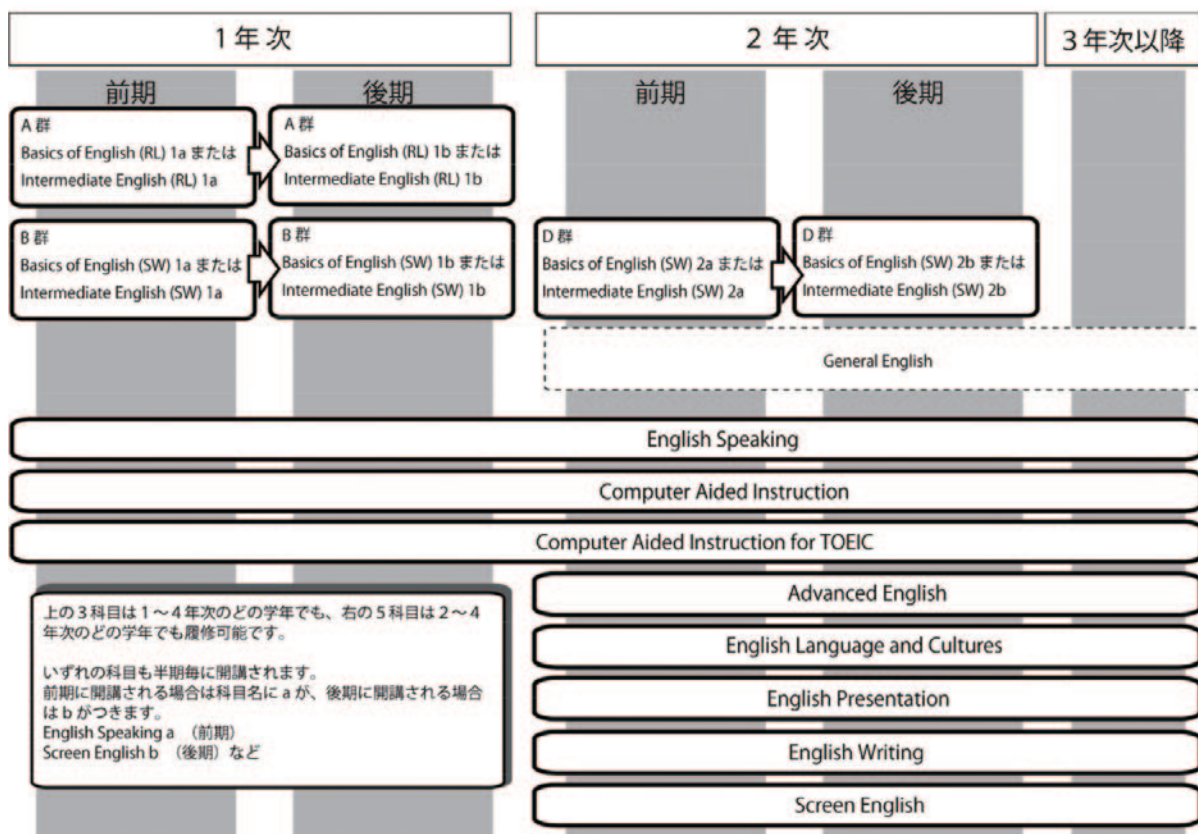 1年次
2年次
3年次以降
前期
後期
前期
後期
A群
Basics of English (RL) 1a または
Intermediate English (RL) 1a
A群
Basics of English (RL) 1b または
Intermediate English (RL) 1b
B群
Basics of English (SW) 1a または
Intermediate English (SW) 1a
B群
Basics of English (SW) 1b または
Intermediate English (SW) 1b
D群
Basics of English (SW) 2a または
Intermediate English (SW) 2a
D群
Basics of English (SW) 2b または
Intermediate English (SW) 2b
General English
English Speaking
Computer Aided Instruction
Computer Aided Instruction for TOEIC
上の3科目は1～4年次のどの学年でも、右の5科目は2～4
年次のどの学年でも履修可能です。
いずれの科目も半期毎に開講されます。
前期に開講される場合は科目名にaが、後期に開講される場合
はbがつきます。
English Speaking a （前期）
Screen English b （後期）など
Advanced English
English Language and Cultures
English Presentation
English Writing
Screen English